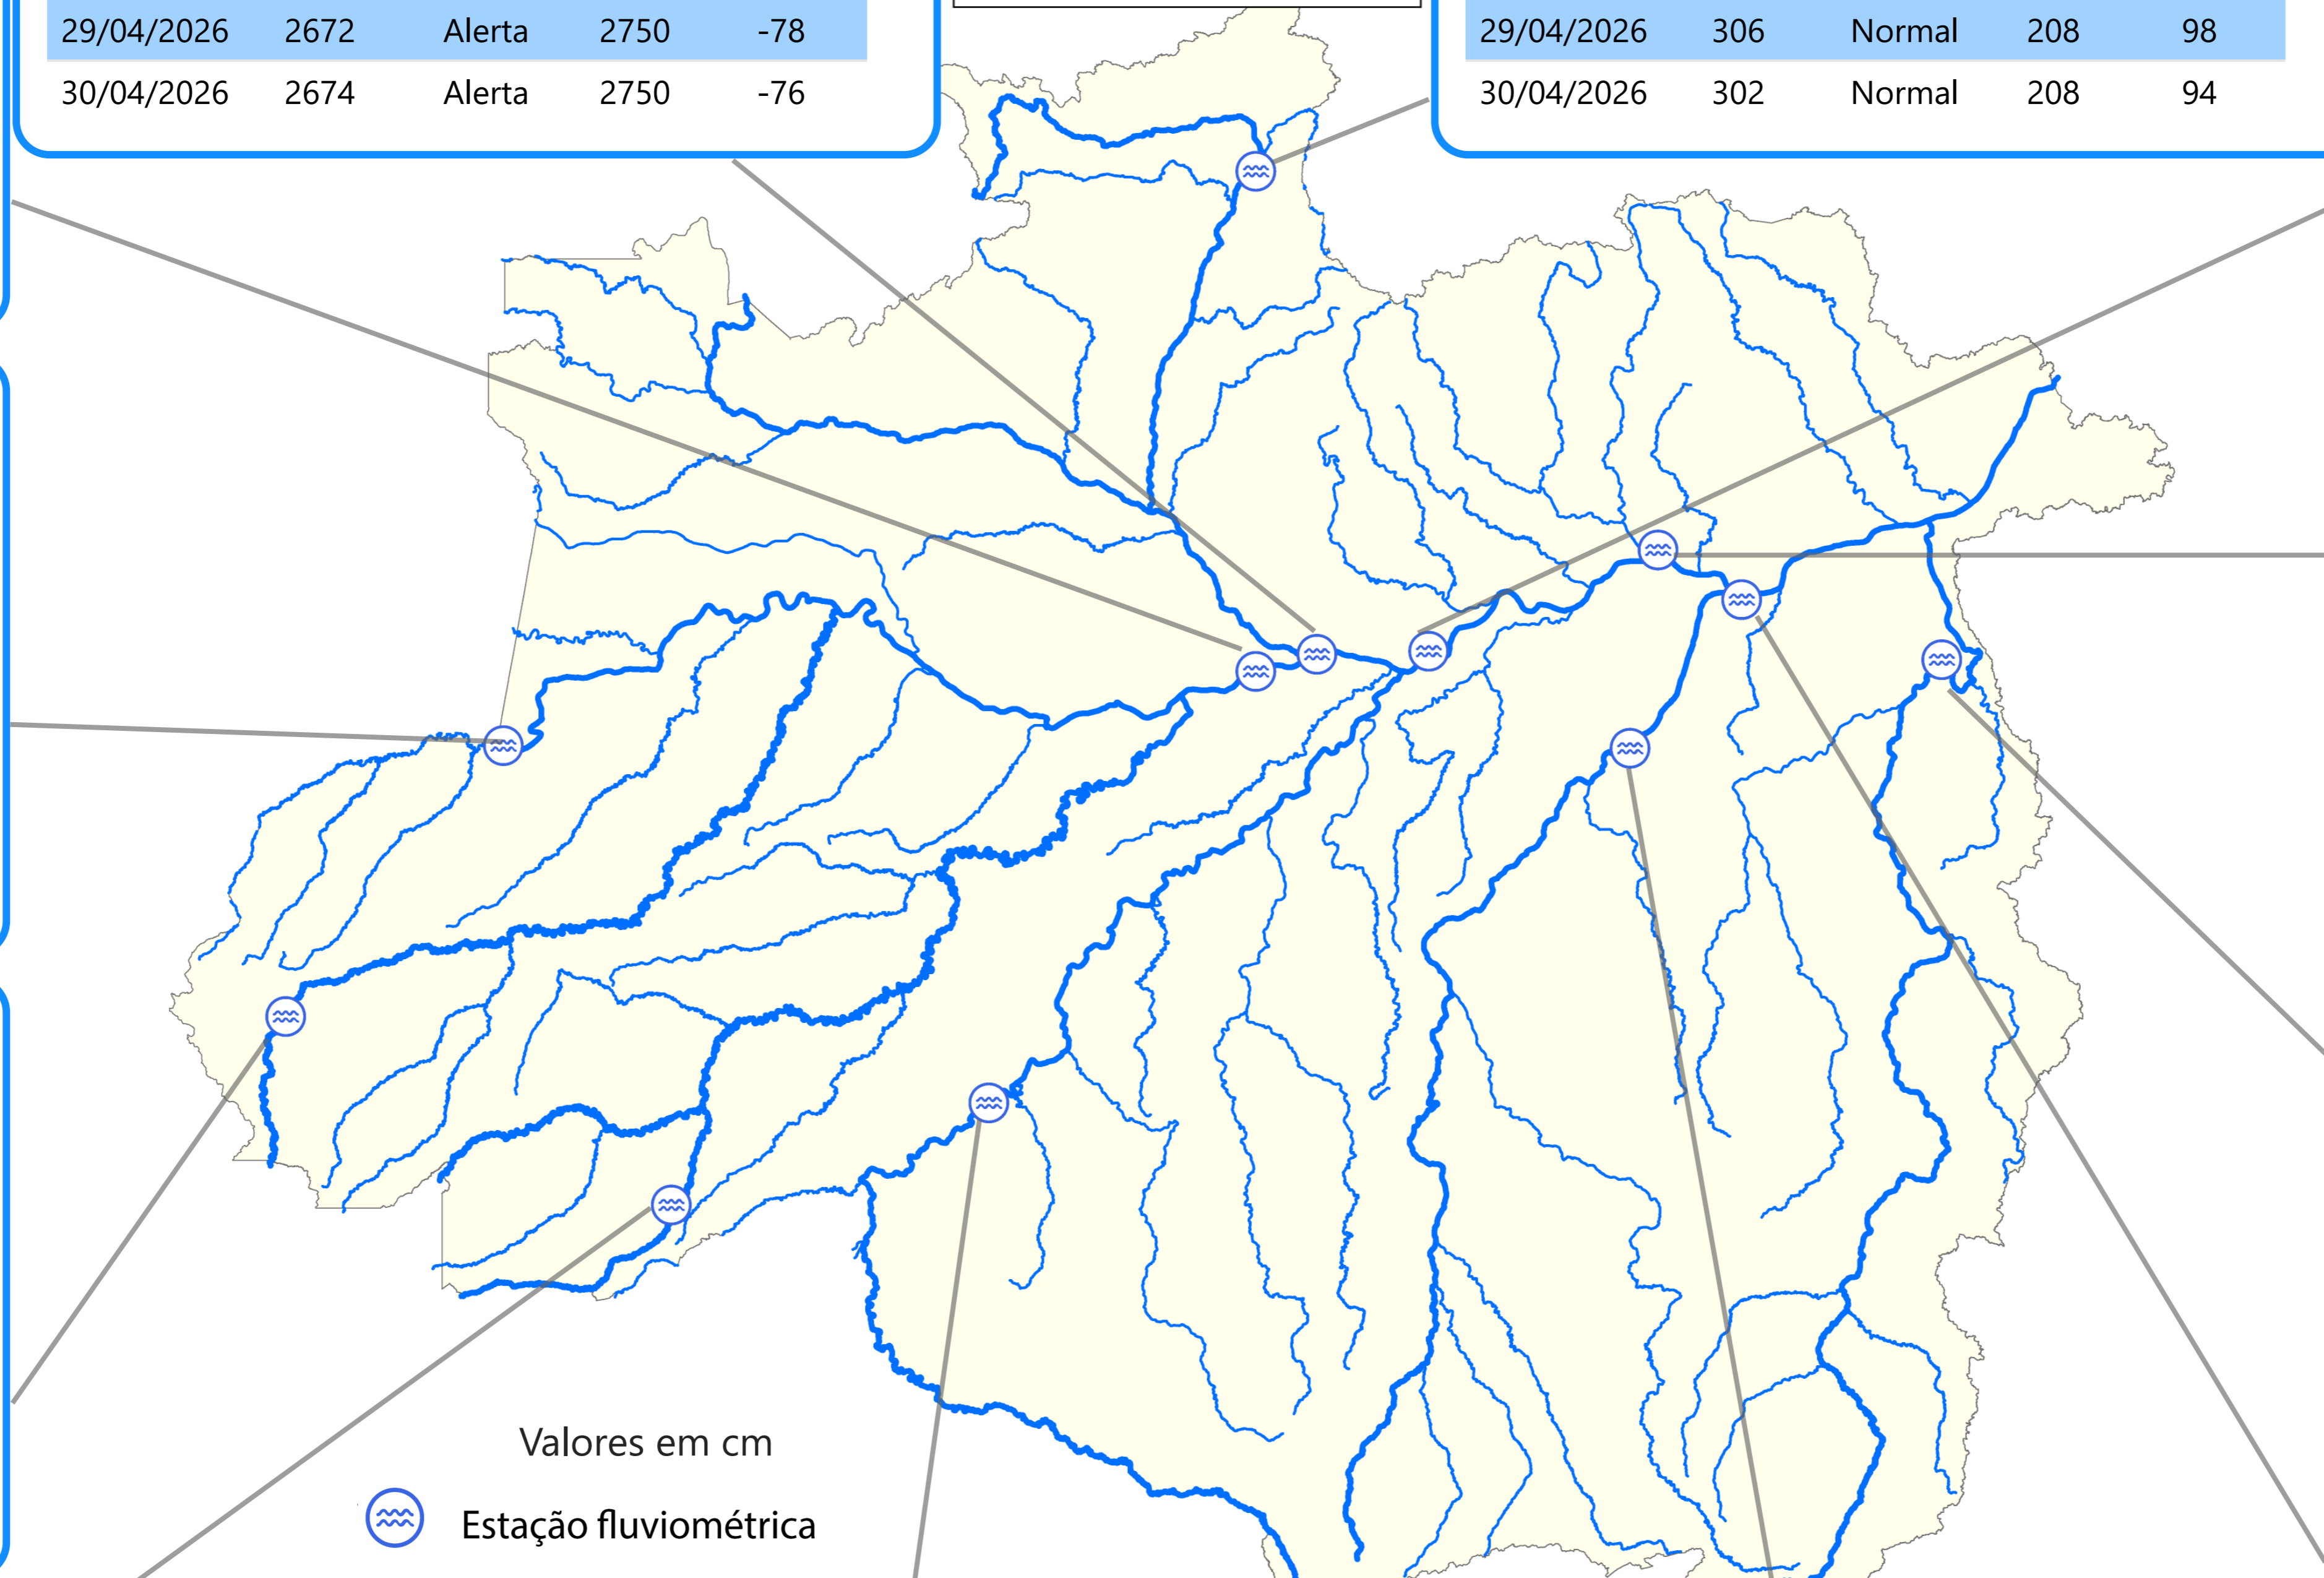 29/04/2026 2672 Alerta 2750 -78
30/04/2026 2674 Alerta 2750 -76
29/04/2026 306 Normal 208 98
30/04/2026 302 Normal 208 94
Valores em cm
Estação fluviométrica